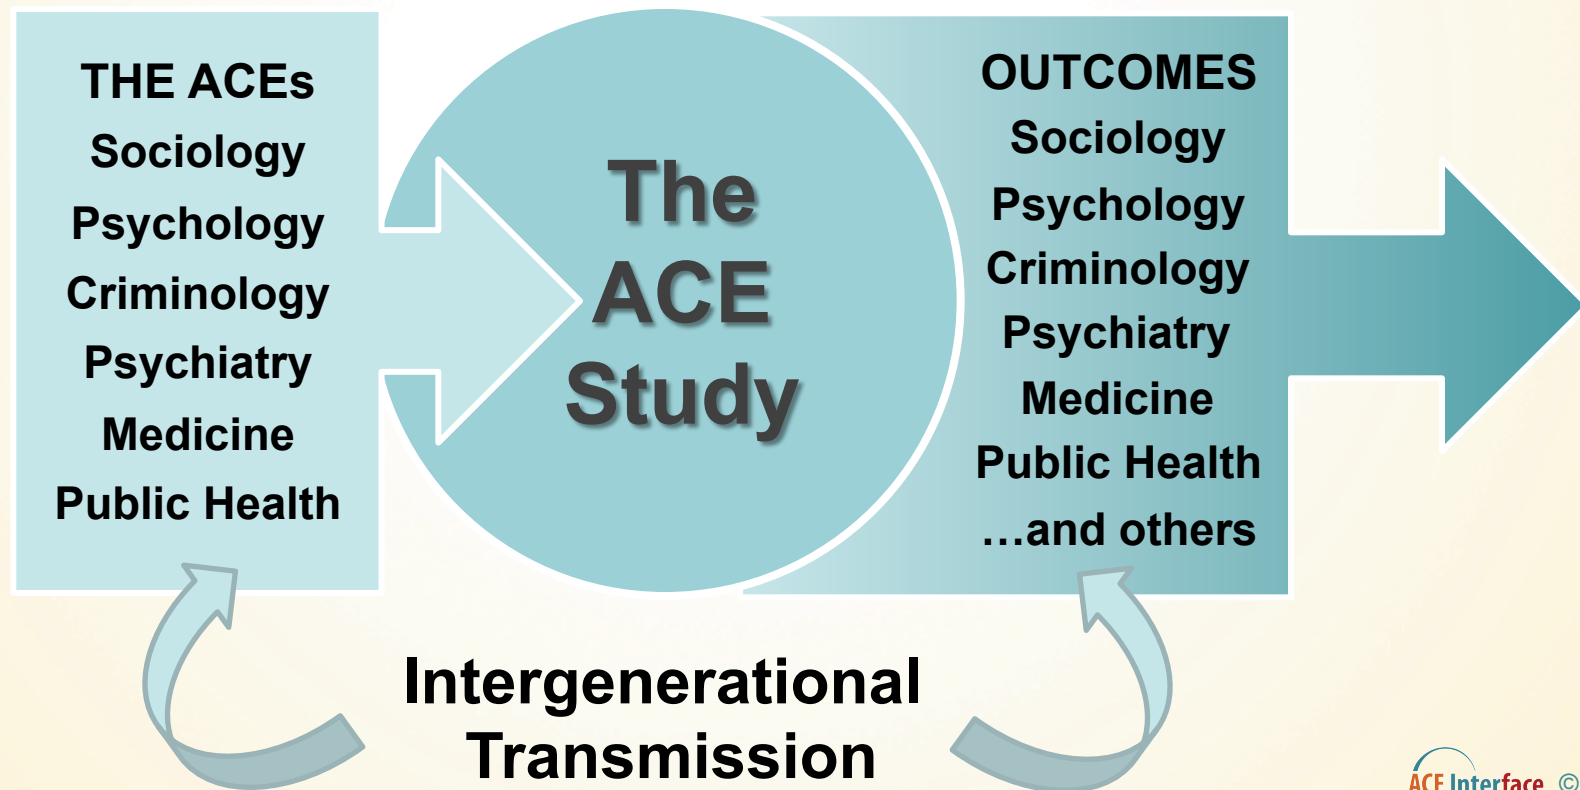 THE ACEs
Sociology
Psychology
Criminology
Psychiatry
Medicine
Public Health
The
ACE
Study
OUTCOMES
Sociology
Psychology
Criminology
Psychiatry
Medicine
Public Health
...and others
Intergenerational
Transmission
ACE Interface ©